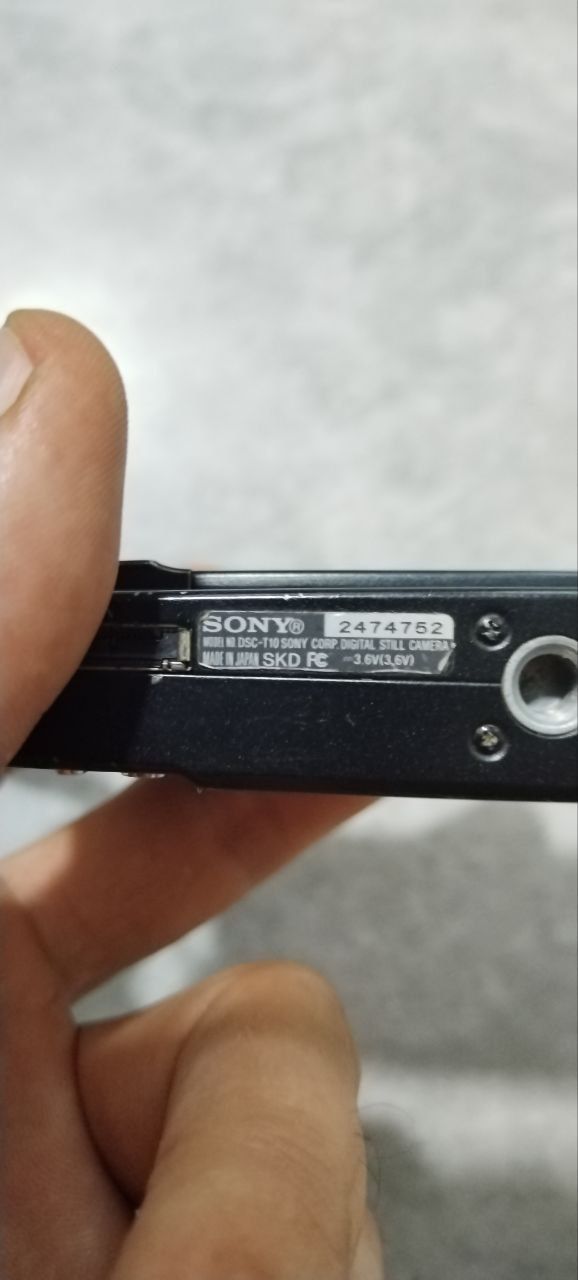 SONY® 2474752
MODEL NO. DSC-T10 SONY CORP. DIGITAL STILL CAMERA
MADE IN JAPAN SKD FC ⎓3.6V(3,6V)